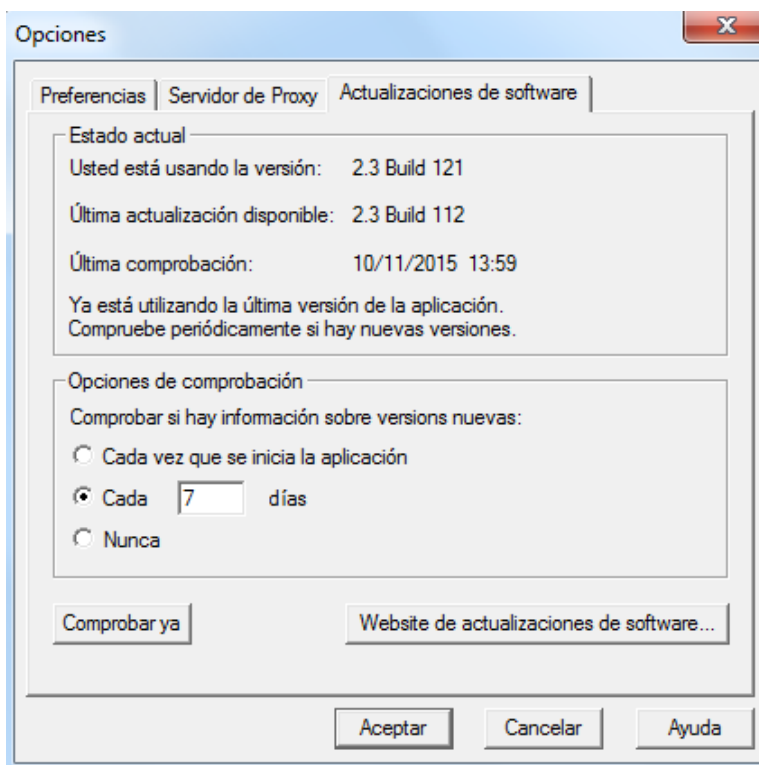 Opciones
Preferencias Servidor de Proxy Actualizaciones de software
Estado actual
Usted está usando la versión: 2.3 Build 121
Última actualización disponible: 2.3 Build 112
Última comprobación: 10/11/2015 13:59
Ya está utilizando la última versión de la aplicación.
Compruebe periódicamente si hay nuevas versiones.
Opciones de comprobación
Comprobar si hay información sobre versions nuevas:
Cada vez que se inicia la aplicación
Cada 7 días
Nunca
Comprobar ya Website de actualizaciones de software...
Aceptar Cancelar Ayuda